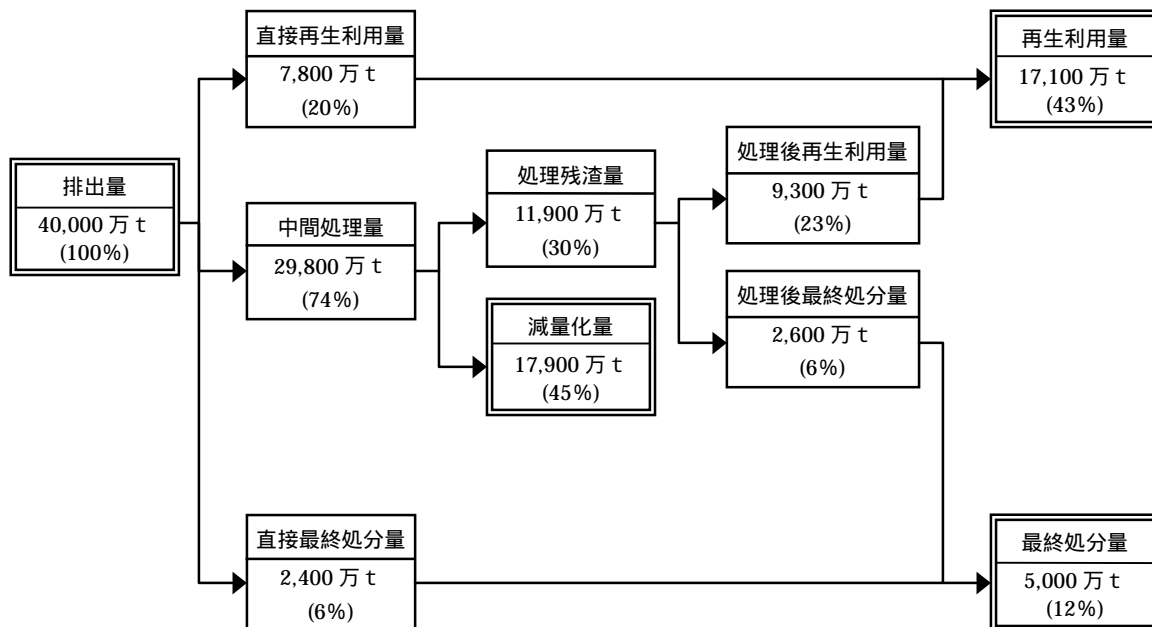 直接再生利用量
7,800 万 t
(20%)
再生利用量
17,100 万 t
(43%)
排出量
40,000 万 t
(100%)
中間処理量
29,800 万 t
(74%)
処理残渣量
11,900 万 t
(30%)
減量化量
17,900 万 t
(45%)
処理後再生利用量
9,300 万 t
(23%)
処理後最終処分量
2,600 万 t
(6%)
直接最終処分量
2,400 万 t
(6%)
最終処分量
5,000 万 t
(12%)